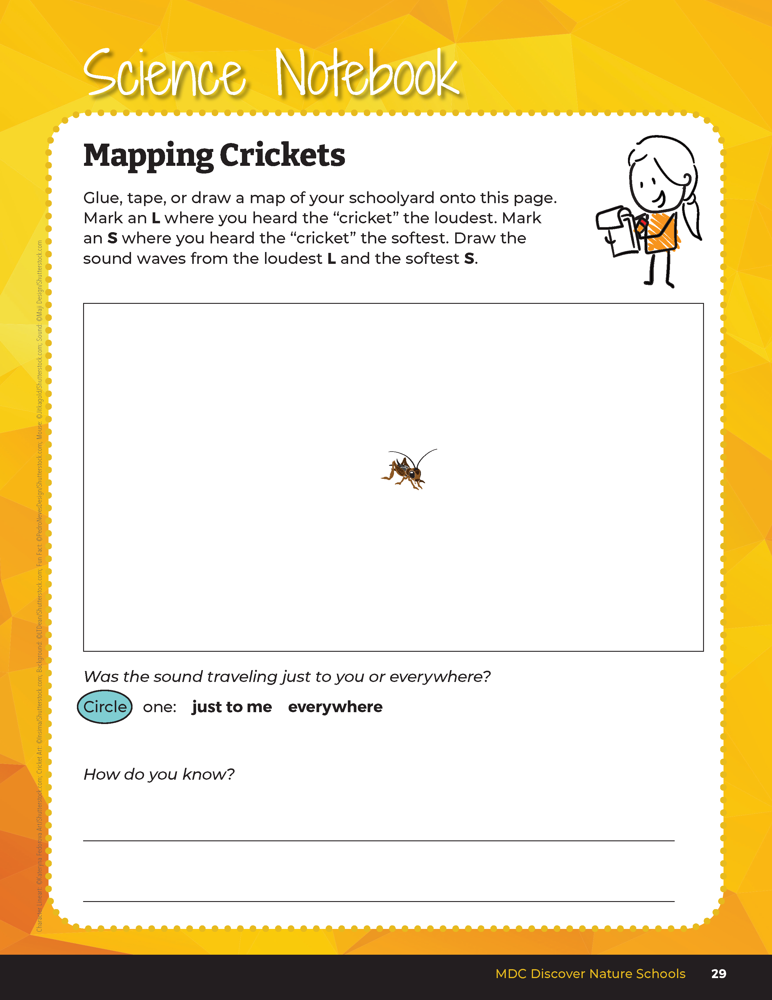 Science Notebook
Mapping Crickets
Glue, tape, or draw a map of your schoolyard onto this page.
Mark an L where you heard the “cricket” the loudest. Mark
an S where you heard the “cricket” the softest. Draw the
sound waves from the loudest L and the softest S.
Was the sound traveling just to you or everywhere?
Circle one: just to me everywhere
How do you know?
Character Lineart: ©Kateryna Fedorova Art/Shutterstock.com; Cricket Art: ©Insima/Shutterstock.com; Background: ©LTDean/Shutterstock.com; Fun Fact: ©PedroNevesDesign/Shutterstock.com; Mouse: ©Jitkagold/Shutterstock.com; Sound: ©Maji Design/Shutterstock.com
MDC Discover Nature Schools 29